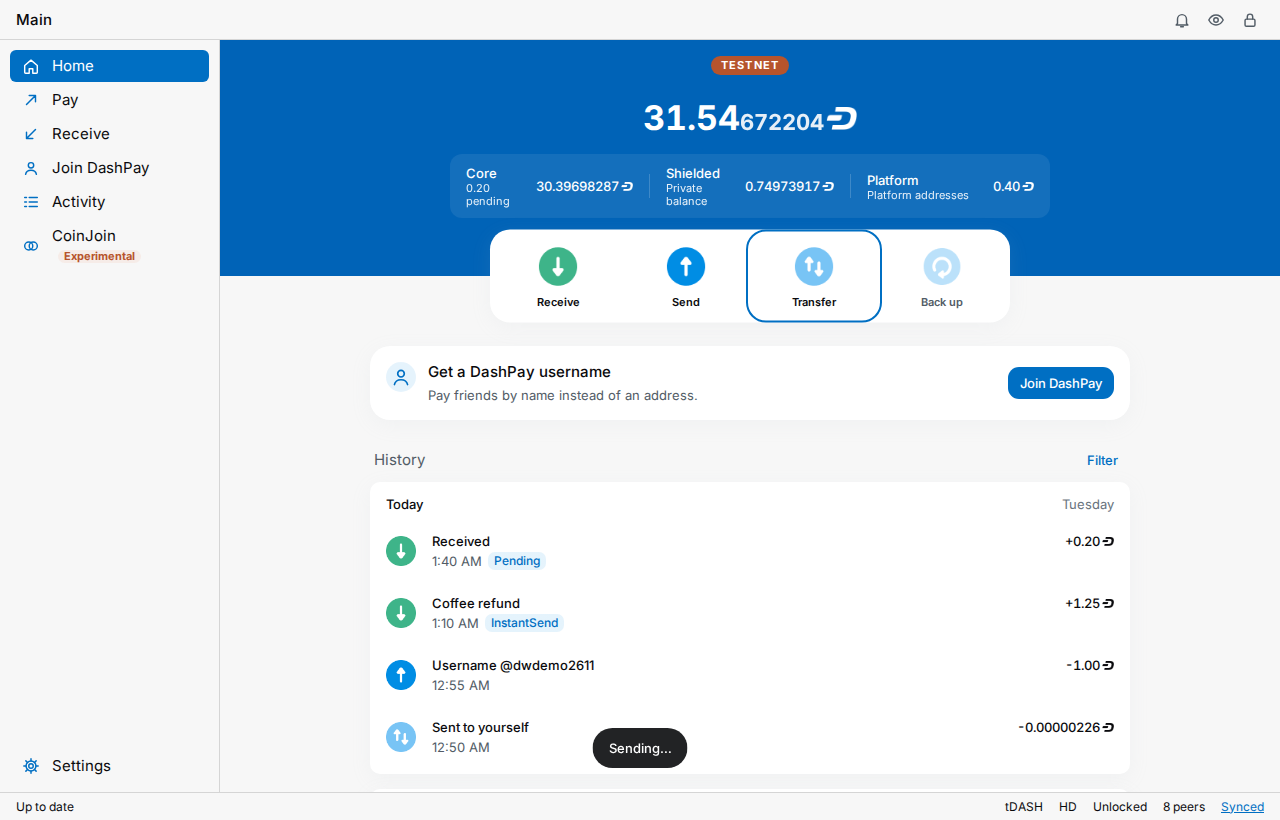 Main
Home
Pay
Receive
Join DashPay
Activity
CoinJoin
Experimental
Settings
TESTNET
31.54672204
Core
0.20 pending
30.39698287
Shielded
Private balance
0.74973917
Platform
Platform addresses
0.40
Receive
Send
Transfer
Back up
Get a DashPay username
Pay friends by name instead of an address.
Join DashPay
History
Filter
Today
Tuesday
Received
+0.20
1:40 AM Pending
Coffee refund
+1.25
1:10 AM InstantSend
Username @dwdemo2611
-1.00
12:55 AM
Sent to yourself
-0.00000226
12:50 AM
Sending...
Up to date
tDASH
HD
Unlocked
8 peers
Synced